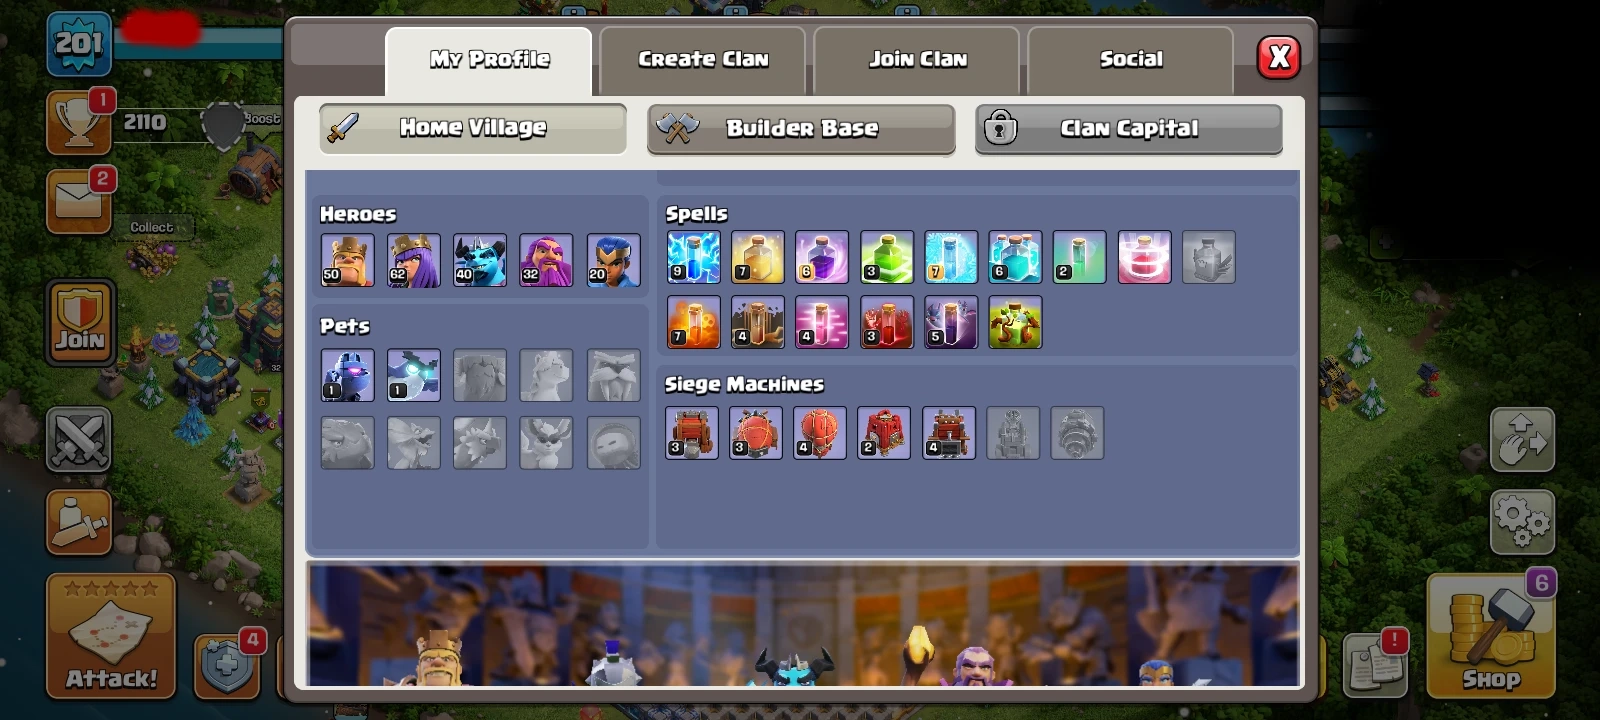 201
My Profile
Create Clan
Join Clan
Social
X
1
2110
Boost
Home Village
Builder Base
Clan Capital
2
Collect
Heroes
50
62
40
32
20
Spells
9
7
6
3
7
6
2
7
4
4
3
5
Join
Pets
1
1
32
Siege Machines
3
3
4
2
4
Attack!
4
!
6
Shop